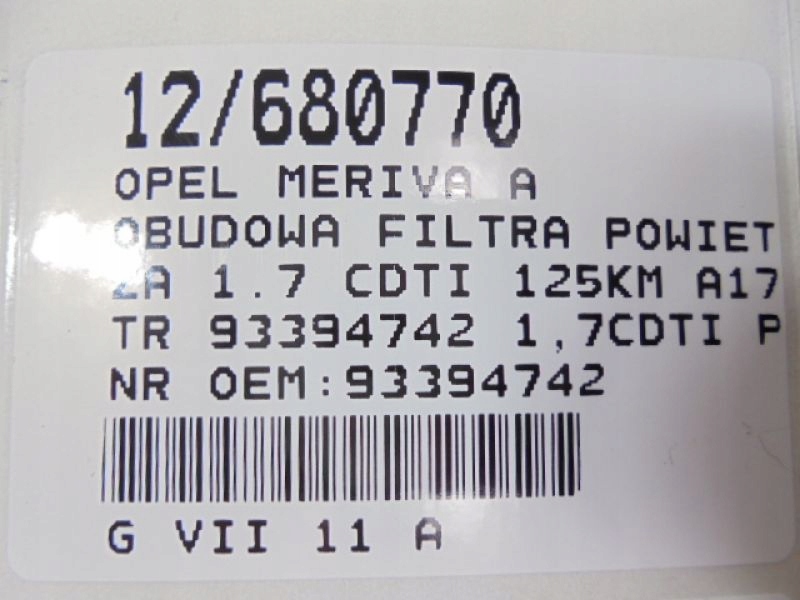 12/680770
OPEL MERIVA A
OBUDOWA FILTRA POWIET
ZA 1.7 CDTI 125KM A17
TR 93394742 1,7CDTI P
NR OEM:93394742
G VII 11 A